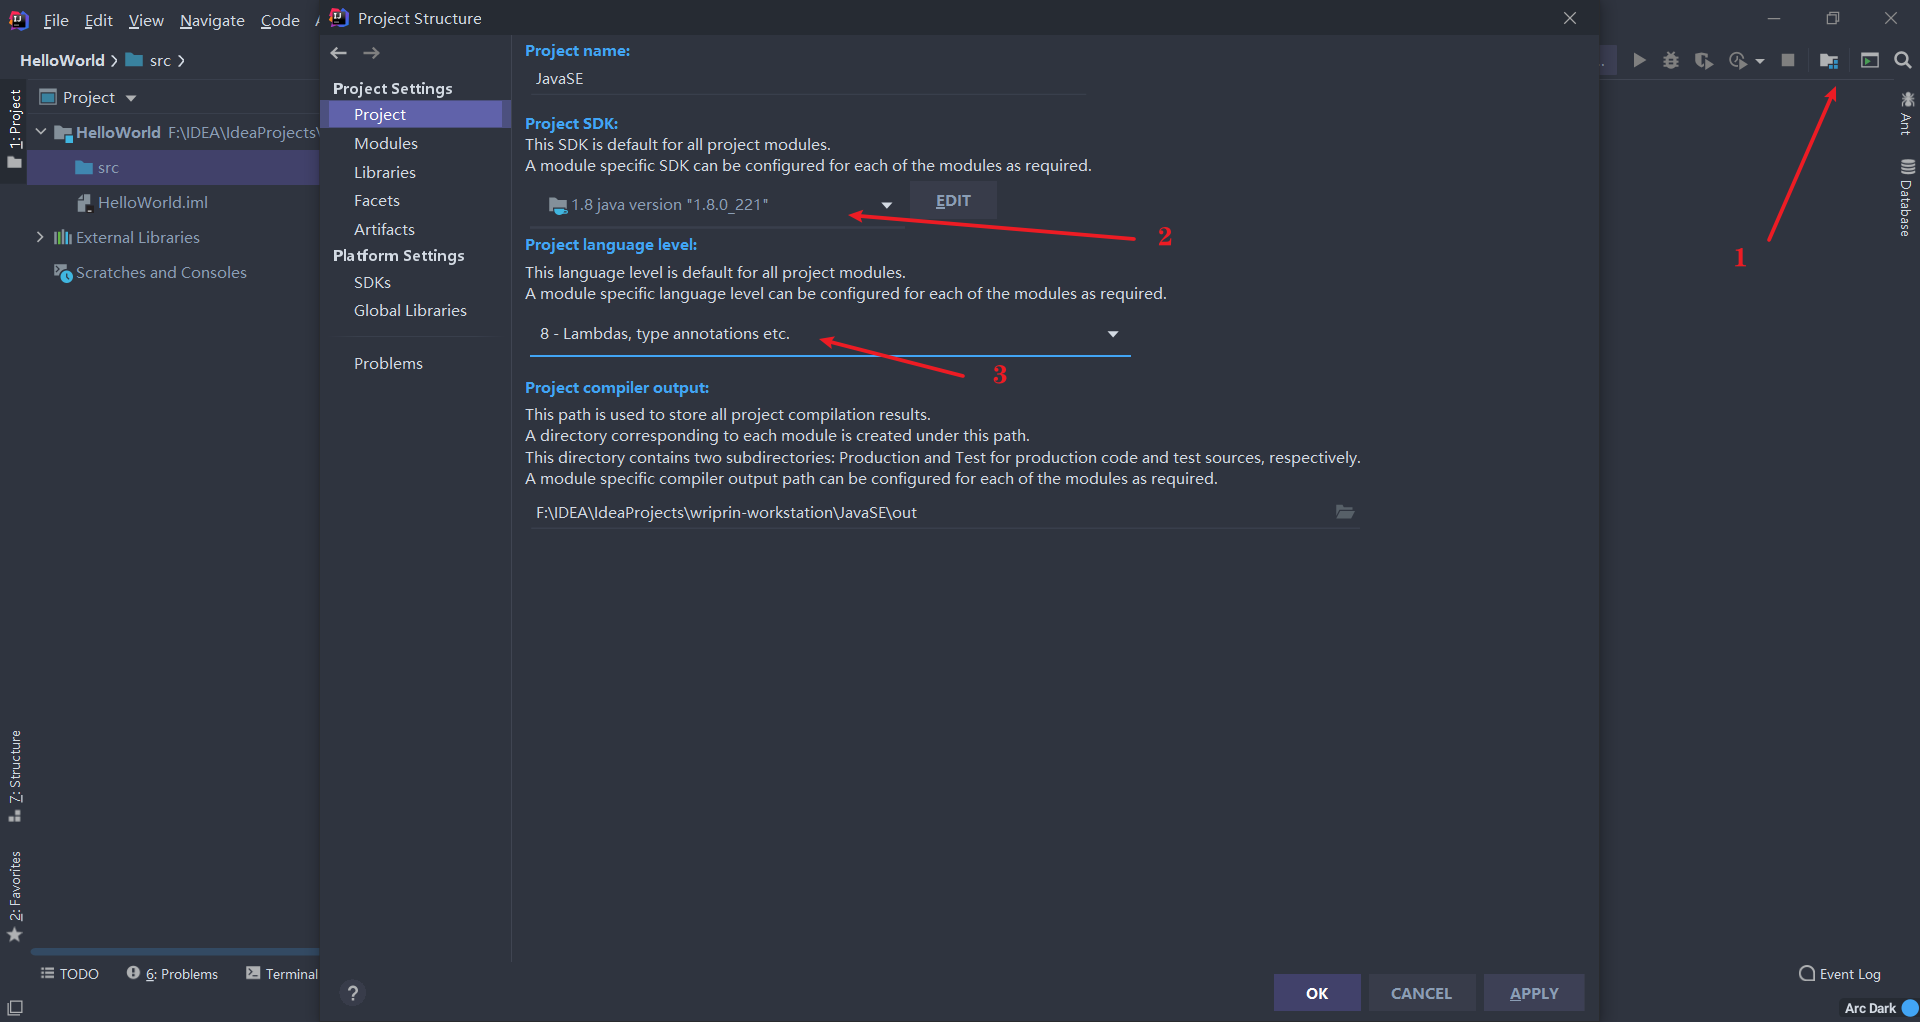 File Edit View Navigate Code
Project Structure
HelloWorld src
1: Project
Project
HelloWorld F:\IDEA\IdeaProjects\
src
HelloWorld.iml
External Libraries
Scratches and Consoles
7: Structure
2: Favorites
Project Settings
Project
Modules
Libraries
Facets
Artifacts
Platform Settings
SDKs
Global Libraries
Problems
Project name:
JavaSE
Project SDK:
This SDK is default for all project modules.
A module specific SDK can be configured for each of the modules as required.
1.8 java version "1.8.0_221"
EDIT
2
Project language level:
This language level is default for all project modules.
A module specific language level can be configured for each of the modules as required.
8 - Lambdas, type annotations etc.
3
Project compiler output:
This path is used to store all project compilation results.
A directory corresponding to each module is created under this path.
This directory contains two subdirectories: Production and Test for production code and test sources, respectively.
A module specific compiler output path can be configured for each of the modules as required.
F:\IDEA\IdeaProjects\wriprin-workstation\JavaSE\out
1
Ant
Database
TODO 6: Problems Terminal
?
OK CANCEL APPLY
Event Log
Arc Dark